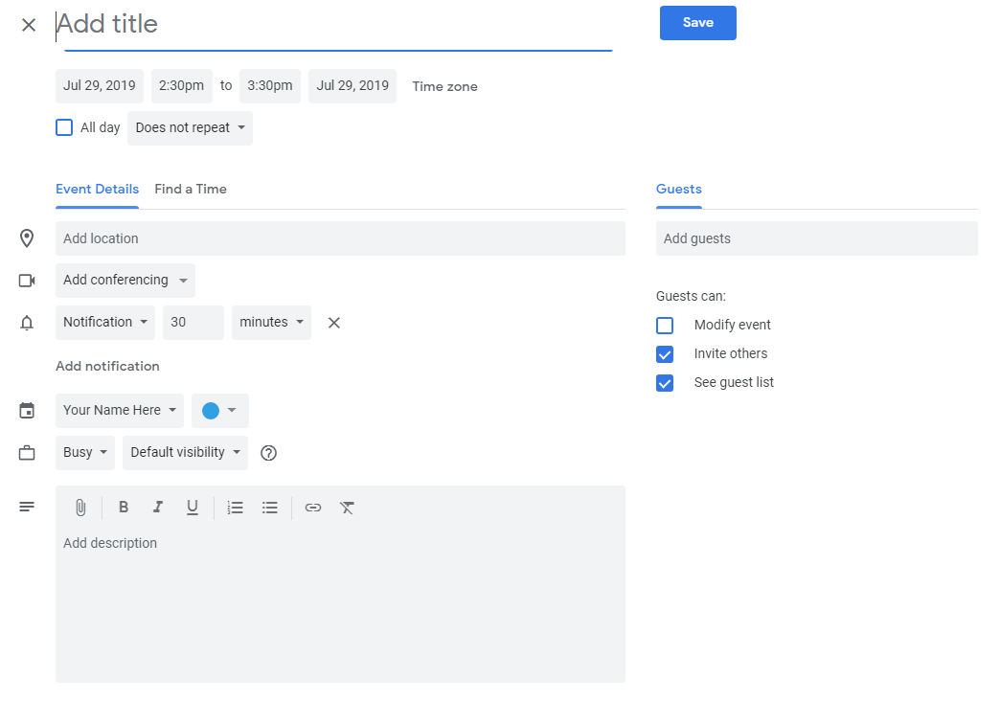 Add title
Save
Jul 29, 2019 2:30pm to 3:30pm Jul 29, 2019 Time zone
All day Does not repeat
Event Details Find a Time
Guests
Add location
Add guests
Add conferencing
Guests can:
Notification 30 minutes
Modify event
Invite others
Add notification
See guest list
Your Name Here
Busy Default visibility
B I U
Add description